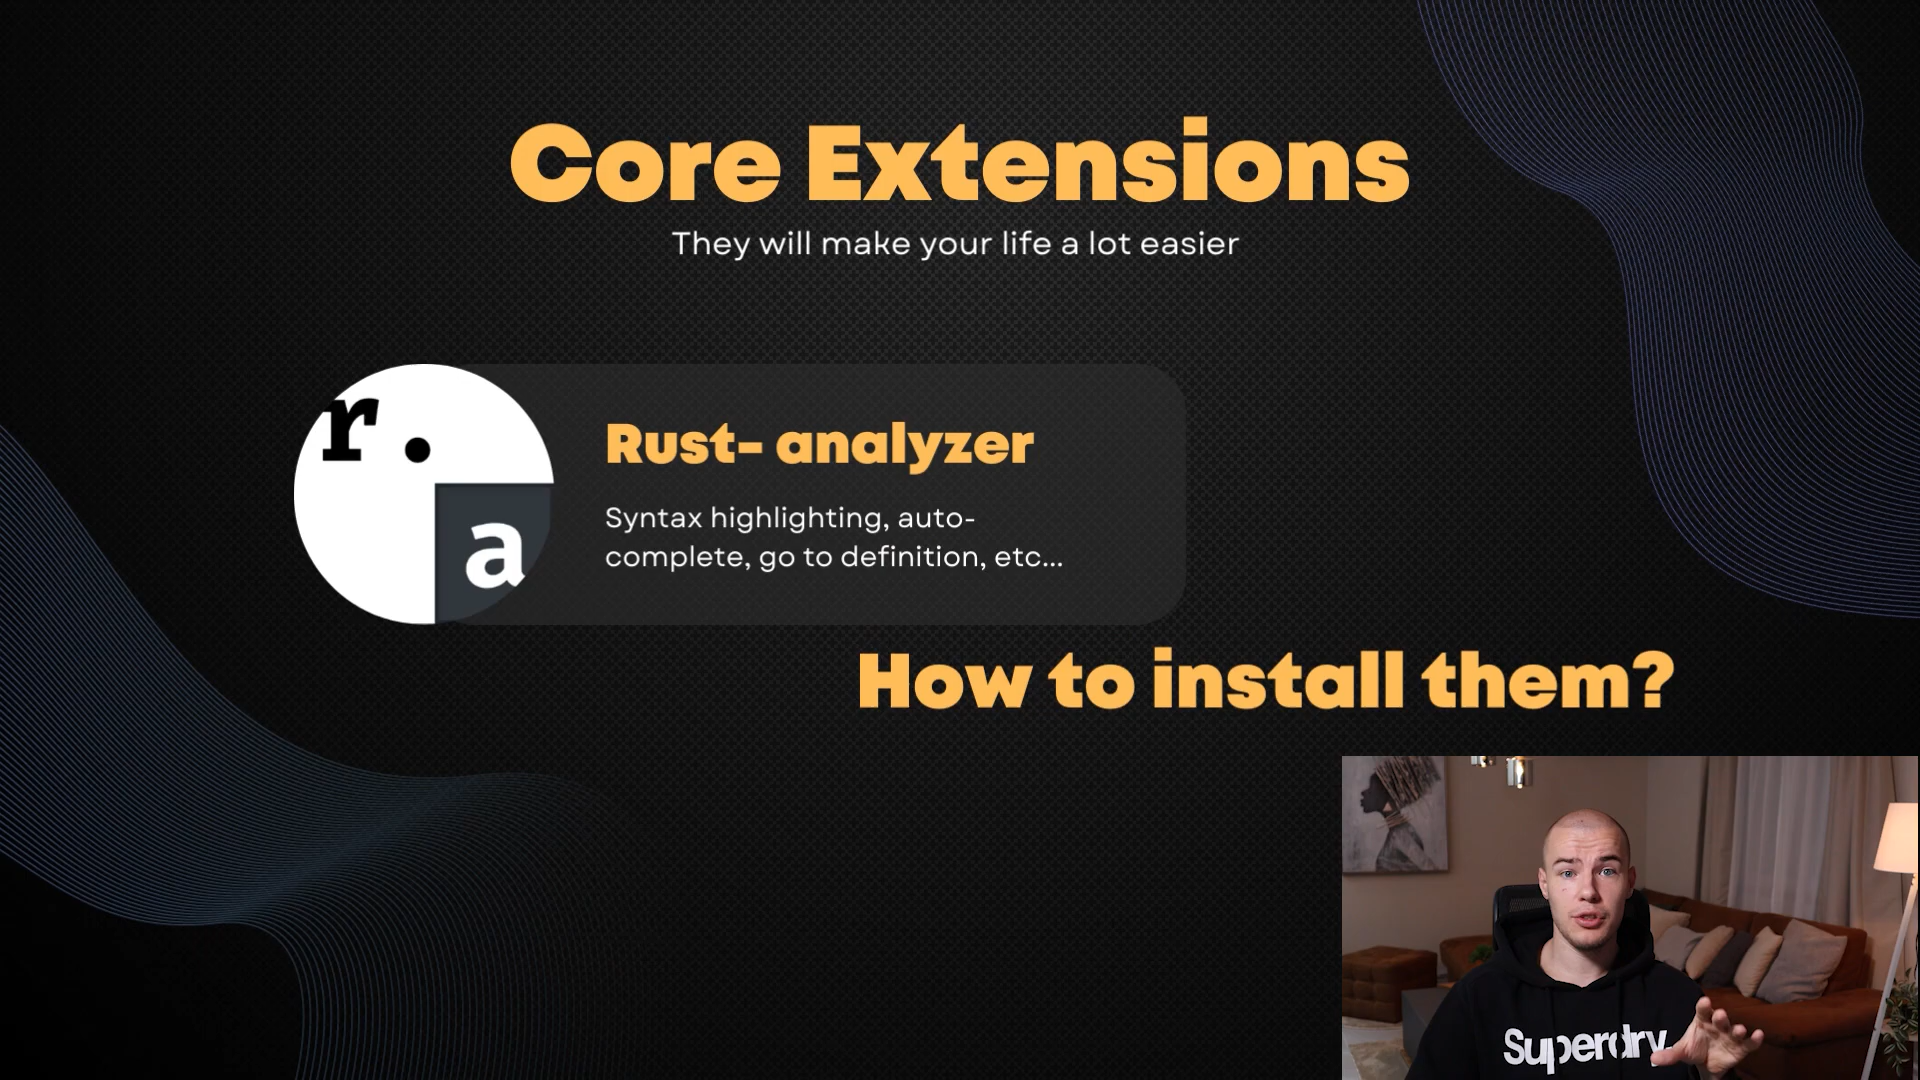 Core Extensions
They will make your life a lot easier
r.
a
Rust- analyzer
Syntax highlighting, auto-
complete, go to definition, etc...
How to install them?
Superdry.